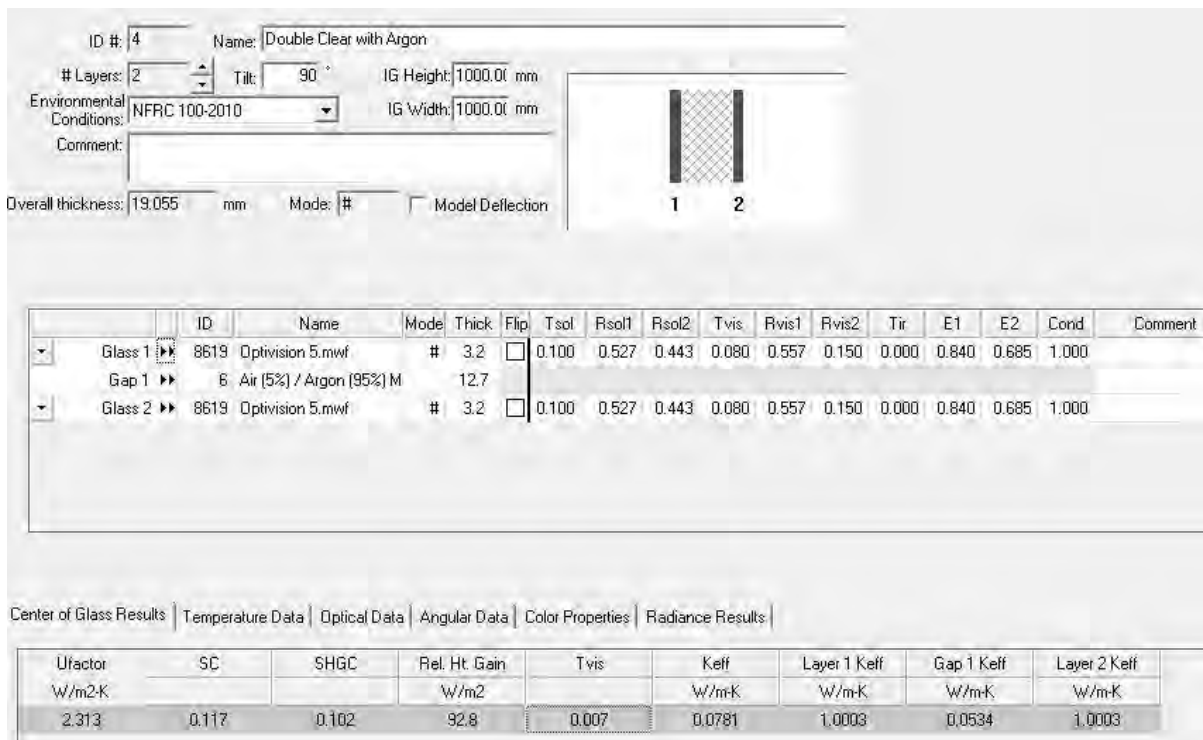 ID #: 4 Name: Double Clear with Argon
# Layers: 2 Tilt: 90 ° IG Height: 1000.0( mm
Environmental Conditions: NFRC 100-2010 IG Width: 1000.0( mm
Comment:
Overall thickness: 19.055 mm Mode: # Model Deflection
1 2
ID Name Mode Thick Flip Tsol Rsol1 Rsol2 Tvis Rvis1 Rvis2 Tir E1 E2 Cond Comment
Glass 1 8619 Optivision 5.mwf # 3.2 0.100 0.527 0.443 0.080 0.557 0.150 0.000 0.840 0.685 1.000
Gap 1 6 Air (5%) / Argon (95%) M 12.7
Glass 2 8619 Optivision 5.mwf # 3.2 0.100 0.527 0.443 0.080 0.557 0.150 0.000 0.840 0.685 1.000
Center of Glass Results Temperature Data Optical Data Angular Data Color Properties Radiance Results
Ufactor SC SHGC Rel. Ht. Gain Tvis Keff Layer 1 Keff Gap 1 Keff Layer 2 Keff
W/m2-K W/m2 W/m-K W/m-K W/m-K W/m-K
2.313 0.117 0.102 92.8 0.007 0.0781 1.0003 0.0534 1.0003